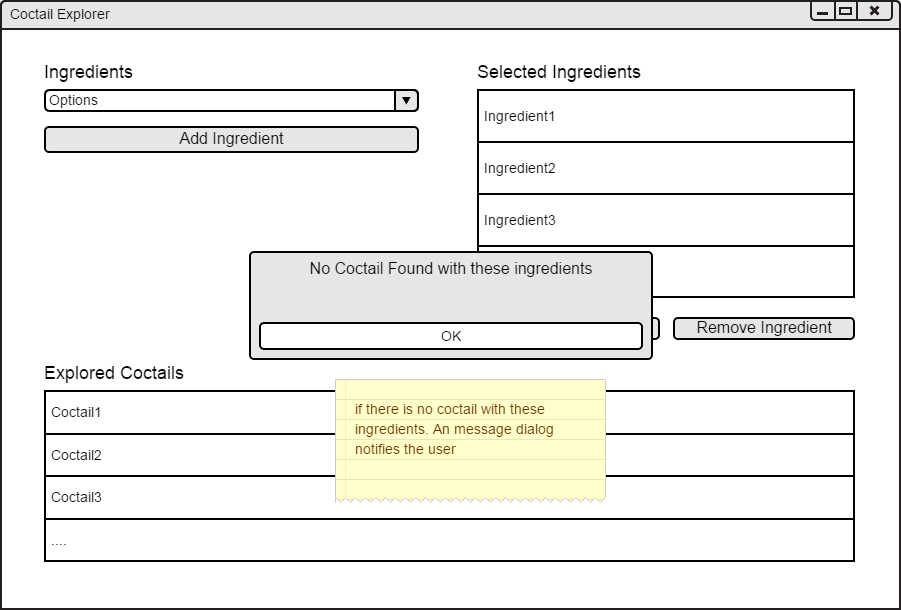 Coctail Explorer
Ingredients
Options
Add Ingredient
Selected Ingredients
Ingredient1
Ingredient2
Ingredient3
No Coctail Found with these ingredients
OK
Remove Ingredient
Explored Coctails
Coctail1
Coctail2
Coctail3
....
if there is no coctail with these
ingredients. An message dialog
notifies the user